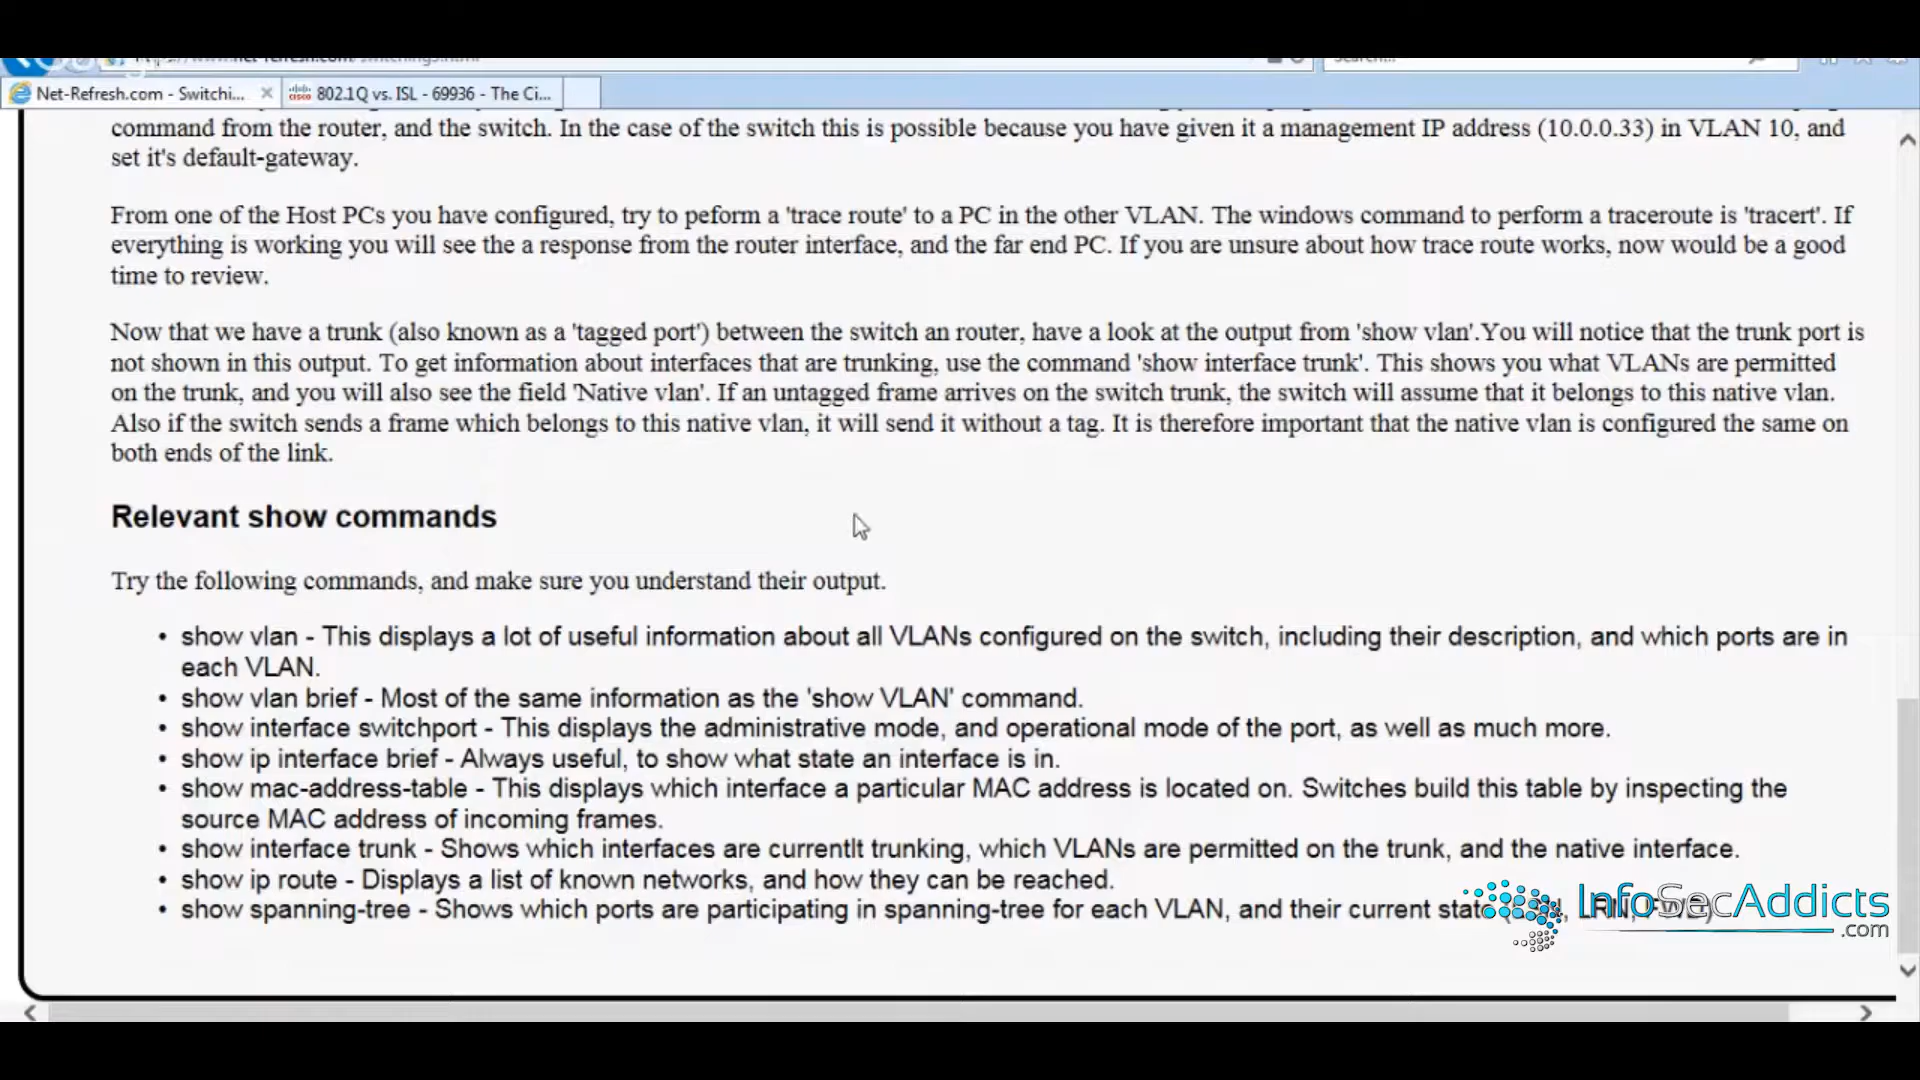 Net-Refresh.com - Switchi...
802.1Q vs. ISL - 69936 - The Ci...
command from the router, and the switch. In the case of the switch this is possible because you have given it a management IP address (10.0.0.33) in VLAN 10, and
set it's default-gateway.
From one of the Host PCs you have configured, try to peform a 'trace route' to a PC in the other VLAN. The windows command to perform a traceroute is 'tracert'. If
everything is working you will see the a response from the router interface, and the far end PC. If you are unsure about how trace route works, now would be a good
time to review.
Now that we have a trunk (also known as a 'tagged port') between the switch an router, have a look at the output from 'show vlan'.You will notice that the trunk port is
not shown in this output. To get information about interfaces that are trunking, use the command 'show interface trunk'. This shows you what VLANs are permitted
on the trunk, and you will also see the field 'Native vlan'. If an untagged frame arrives on the switch trunk, the switch will assume that it belongs to this native vlan.
Also if the switch sends a frame which belongs to this native vlan, it will send it without a tag. It is therefore important that the native vlan is configured the same on
both ends of the link.
Relevant show commands
Try the following commands, and make sure you understand their output.
• show vlan - This displays a lot of useful information about all VLANs configured on the switch, including their description, and which ports are in
each VLAN.
• show vlan brief - Most of the same information as the 'show VLAN' command.
• show interface switchport - This displays the administrative mode, and operational mode of the port, as well as much more.
• show ip interface brief - Always useful, to show what state an interface is in.
• show mac-address-table - This displays which interface a particular MAC address is located on. Switches build this table by inspecting the
source MAC address of incoming frames.
• show interface trunk - Shows which interfaces are currentlt trunking, which VLANs are permitted on the trunk, and the native interface.
• show ip route - Displays a list of known networks, and how they can be reached.
• show spanning-tree - Shows which ports are participating in spanning-tree for each VLAN, and their current state
InfoSecAddicts
.com